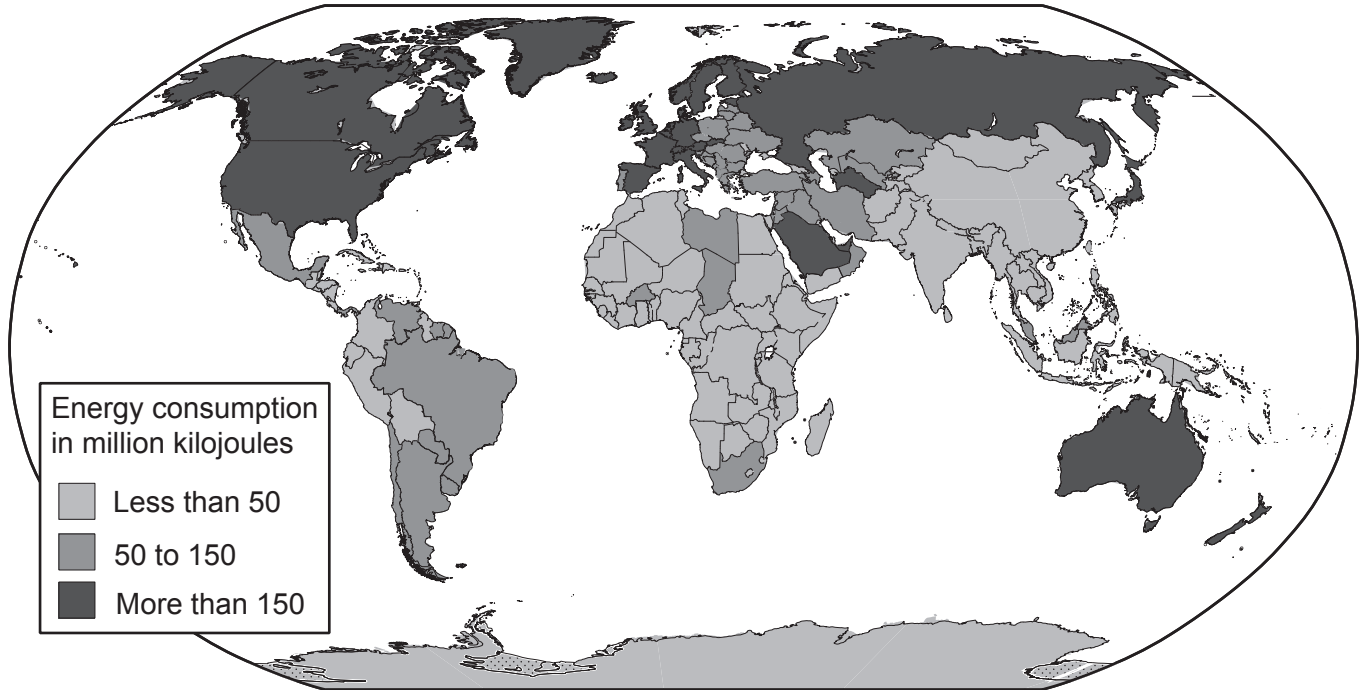 Energy consumption
in million kilojoules
Less than 50
50 to 150
More than 150